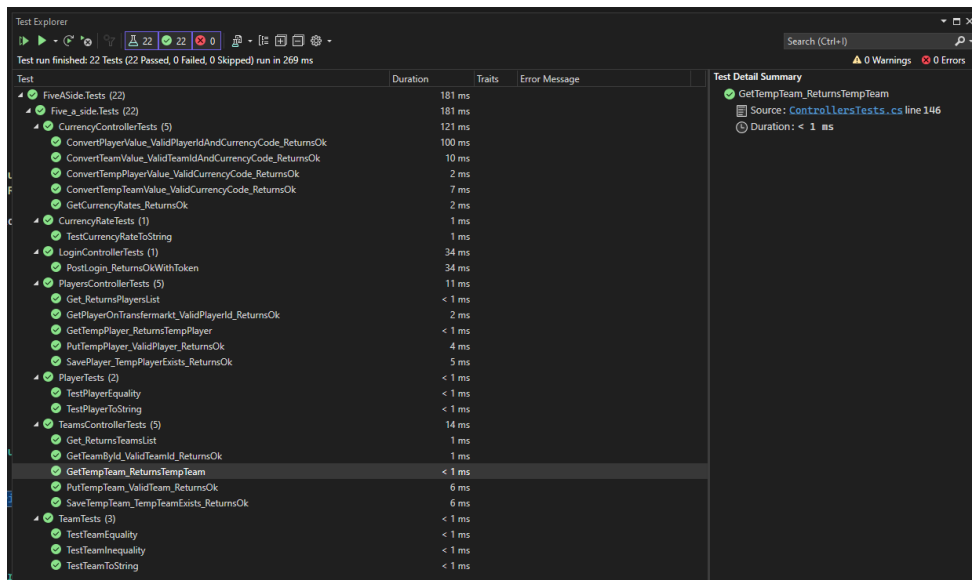 Test Explorer
22 22 0
Search (Ctrl+I)
Test run finished: 22 Tests (22 Passed, 0 Failed, 0 Skipped) run in 269 ms
0 Warnings 0 Errors
Test Duration Traits Error Message
Test Detail Summary
FiveASide.Tests (22) 181 ms
GetTempTeam_ReturnsTempTeam
Five_a_side.Tests (22) 181 ms
Source: ControllersTests.cs line 146
CurrencyControllerTests (5) 121 ms
Duration: < 1 ms
ConvertPlayerValue_ValidPlayerIdAndCurrencyCode_ReturnsOk 100 ms
ConvertTeamValue_ValidTeamIdAndCurrencyCode_ReturnsOk 10 ms
ConvertTempPlayerValue_ValidCurrencyCode_ReturnsOk 2 ms
ConvertTempTeamValue_ValidCurrencyCode_ReturnsOk 7 ms
GetCurrencyRates_ReturnsOk 2 ms
CurrencyRateTests (1) 1 ms
TestCurrencyRateToString 1 ms
LoginControllerTests (1) 34 ms
PostLogin_ReturnsOkWithToken 34 ms
PlayersControllerTests (5) 11 ms
Get_ReturnsPlayersList < 1 ms
GetPlayerOnTransfermarkt_ValidPlayerId_ReturnsOk 2 ms
GetTempPlayer_ReturnsTempPlayer < 1 ms
PutTempPlayer_ValidPlayer_ReturnsOk 4 ms
SavePlayer_TempPlayerExists_ReturnsOk 5 ms
PlayerTests (2) < 1 ms
TestPlayerEquality < 1 ms
TestPlayerToString < 1 ms
TeamsControllerTests (5) 14 ms
Get_ReturnsTeamsList 1 ms
GetTeamById_ValidTeamId_ReturnsOk 1 ms
GetTempTeam_ReturnsTempTeam < 1 ms
PutTempTeam_ValidTeam_ReturnsOk 6 ms
SaveTempTeam_TempTeamExists_ReturnsOk 6 ms
TeamTests (3) < 1 ms
TestTeamEquality < 1 ms
TestTeamInequality < 1 ms
TestTeamToString < 1 ms